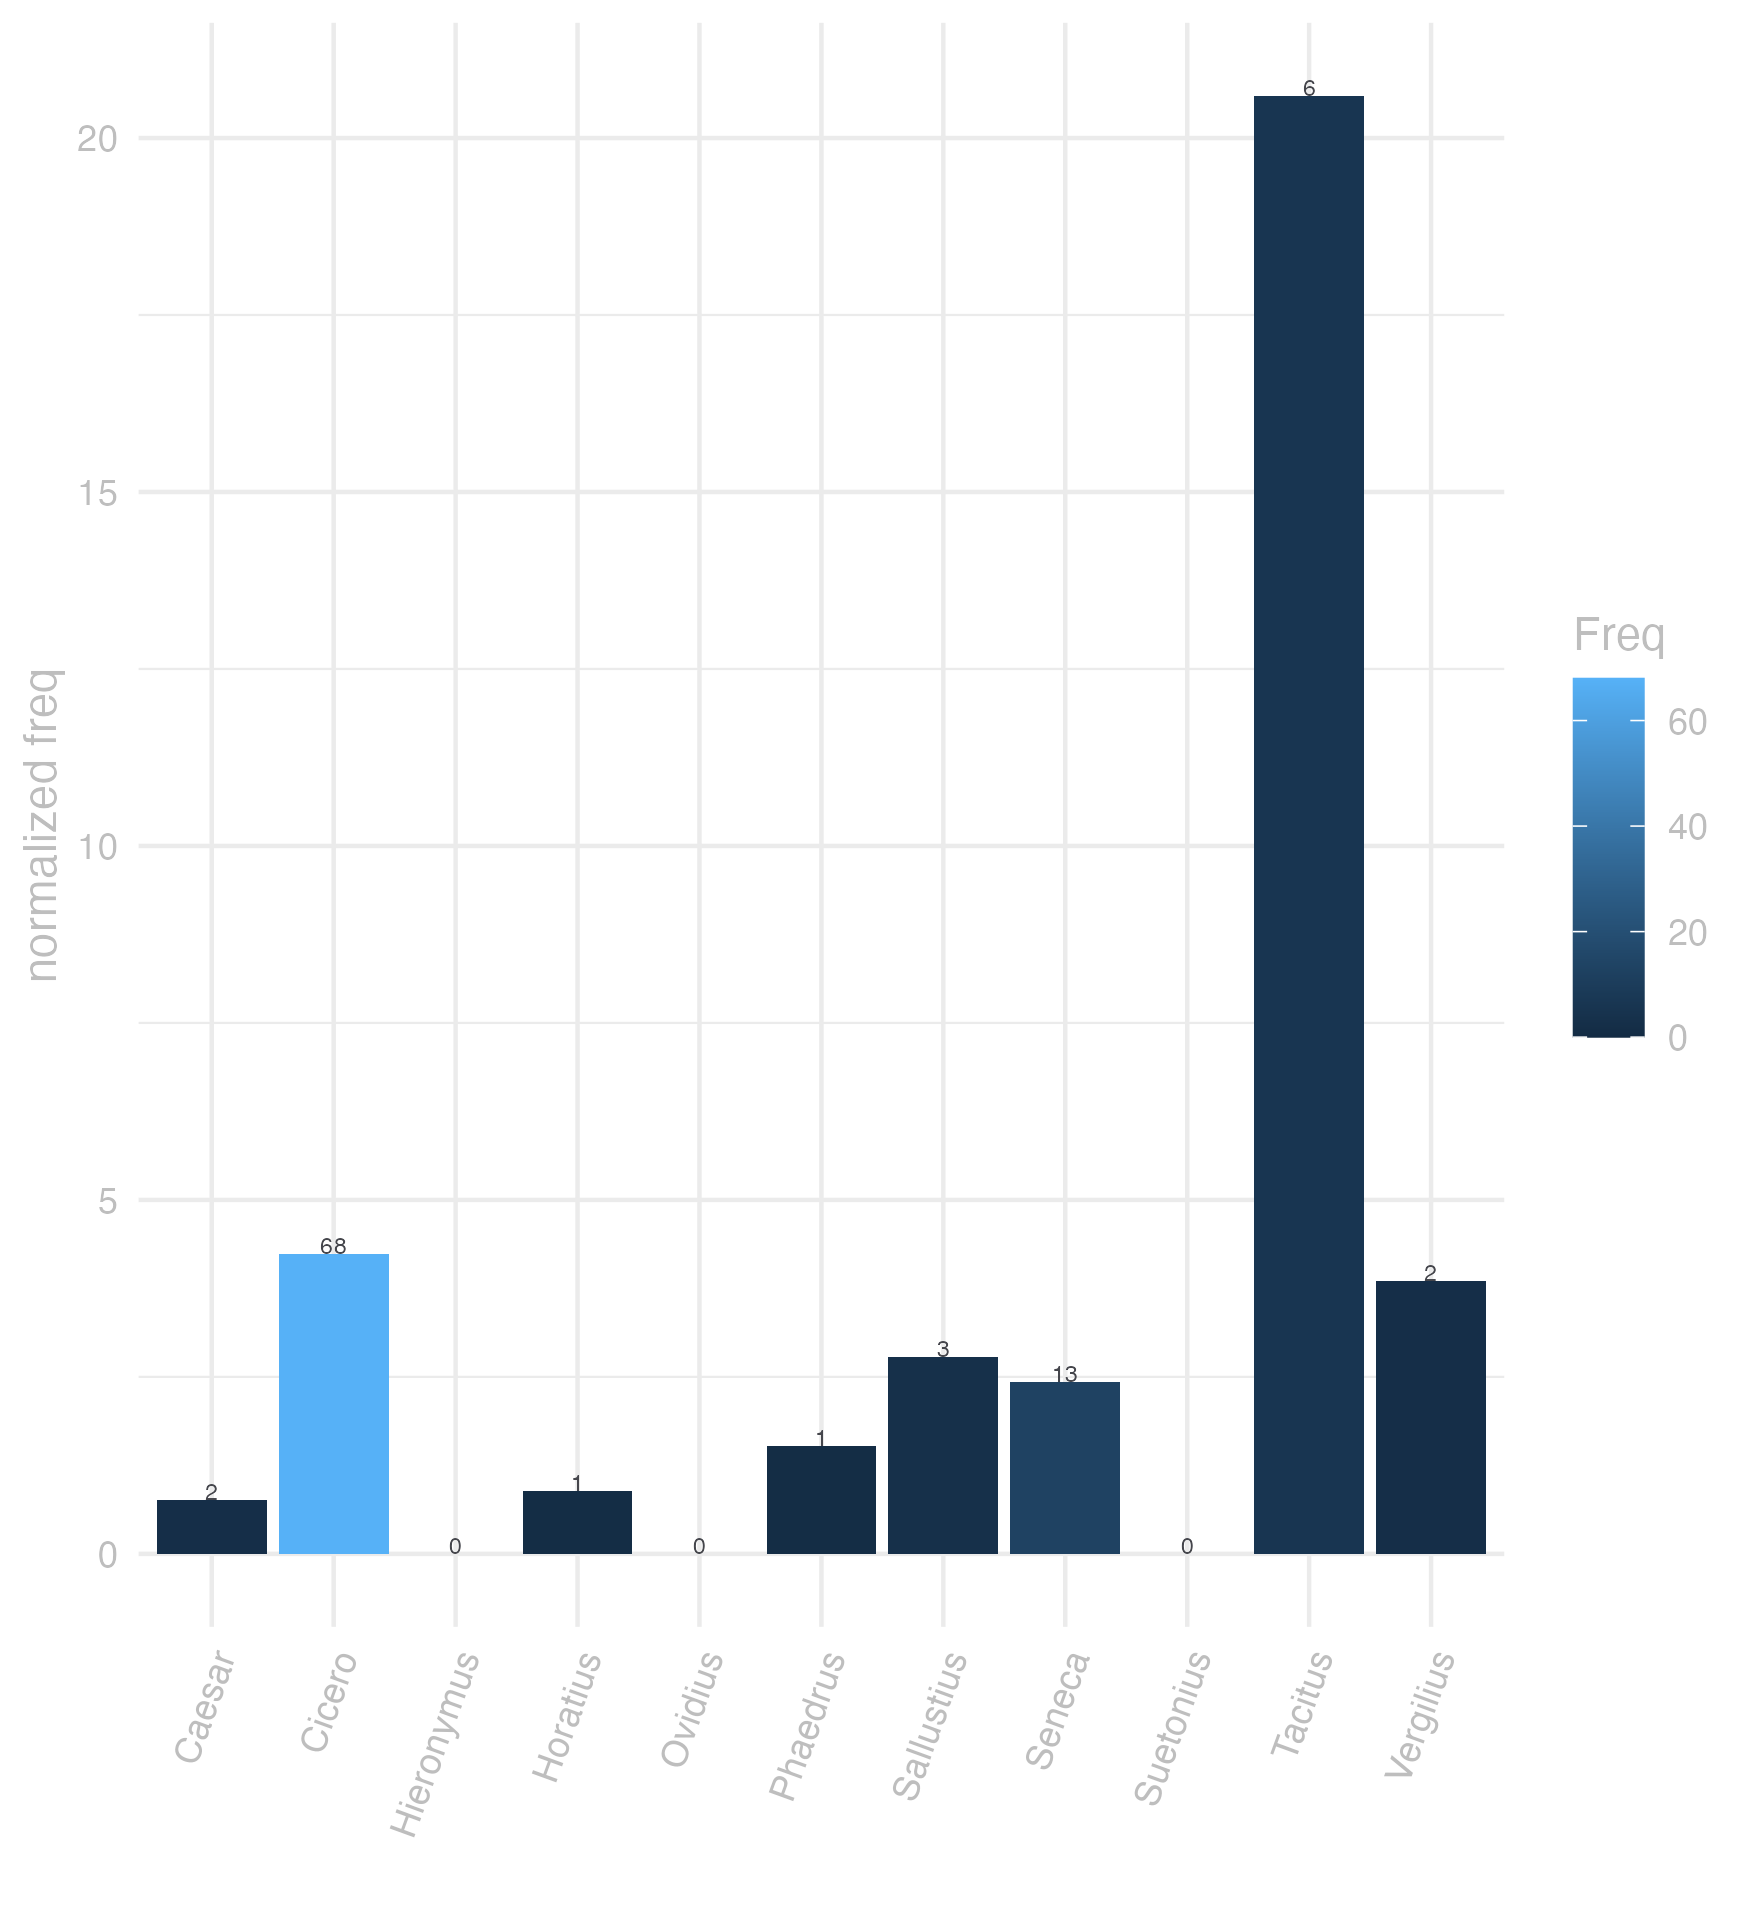 normalized freq
20
15
10
5
0
2
68
0
1
0
1
3
13
0
6
2
Caesar
Cicero
Hieronymus
Horatius
Ovidius
Phaedrus
Sallustius
Seneca
Suetonius
Tacitus
Vergilius
Freq
60
40
20
0